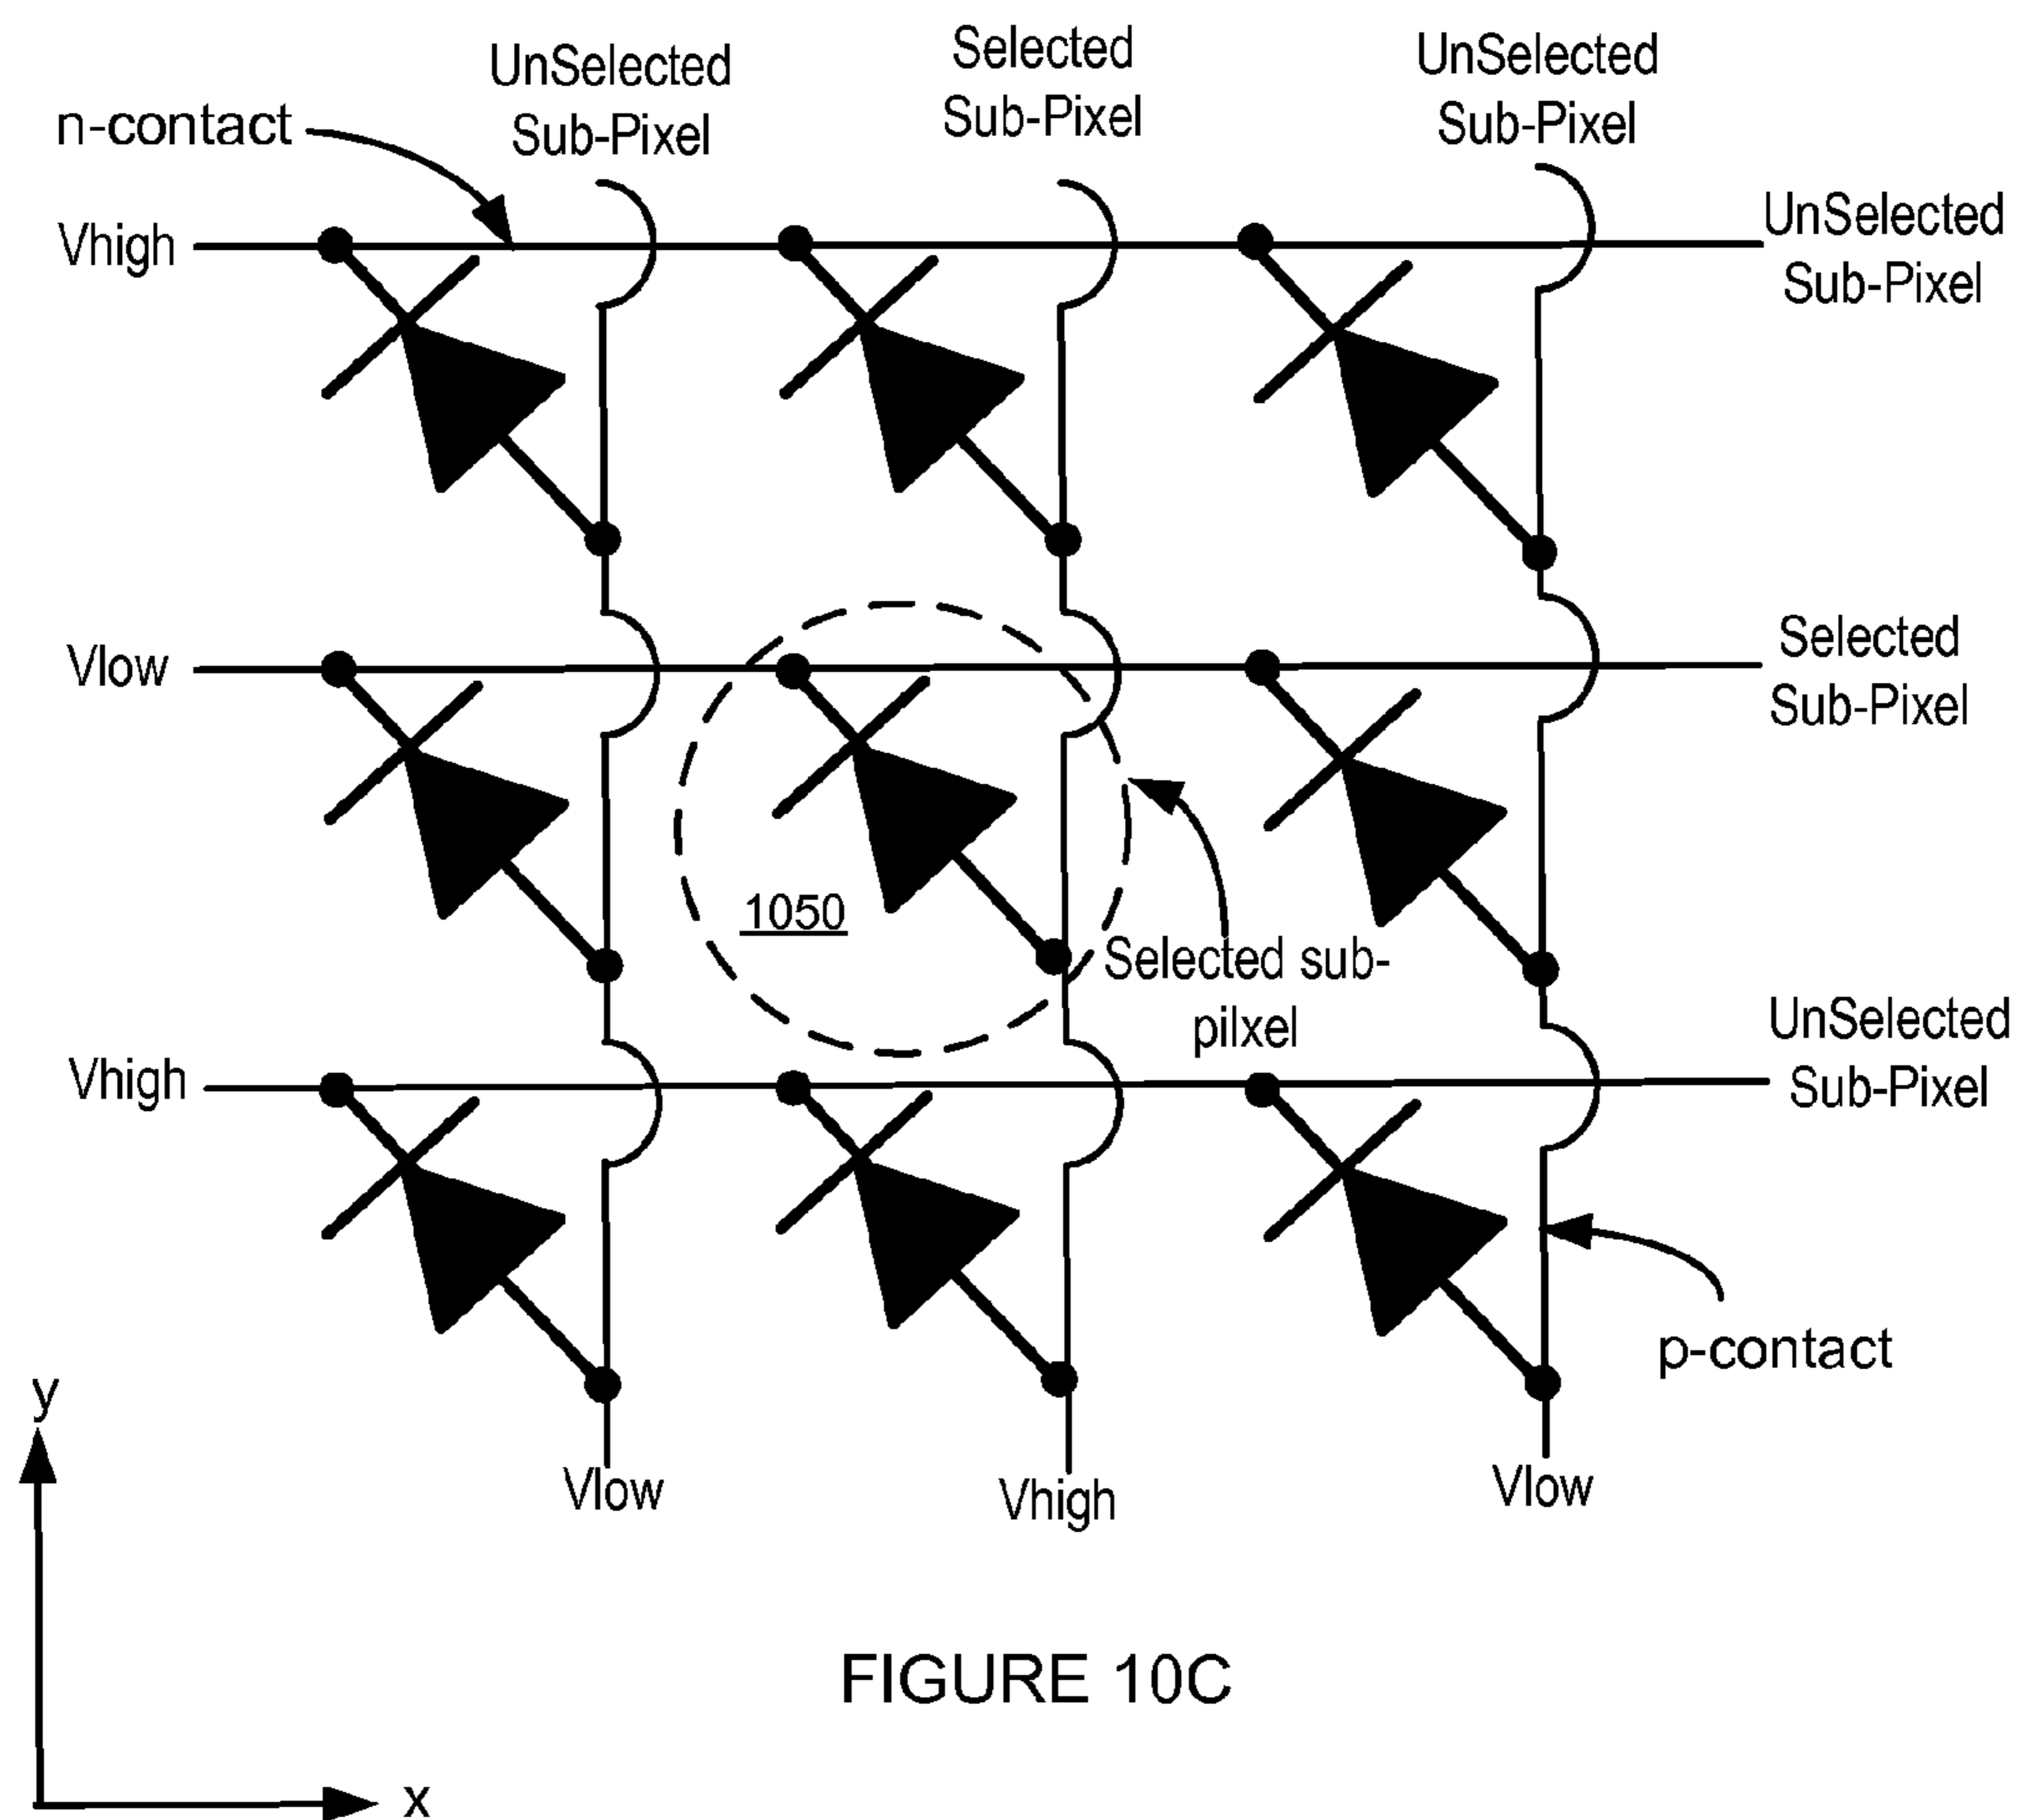 UnSelected
Sub-Pixel
Selected
Sub-Pixel
UnSelected
Sub-Pixel
n-contact
Vhigh
UnSelected
Sub-Pixel
Vlow
Selected
Sub-Pixel
1050
Selected sub-
pilxel
Vhigh
UnSelected
Sub-Pixel
p-contact
y
Vlow
Vhigh
Vlow
FIGURE 10C
x